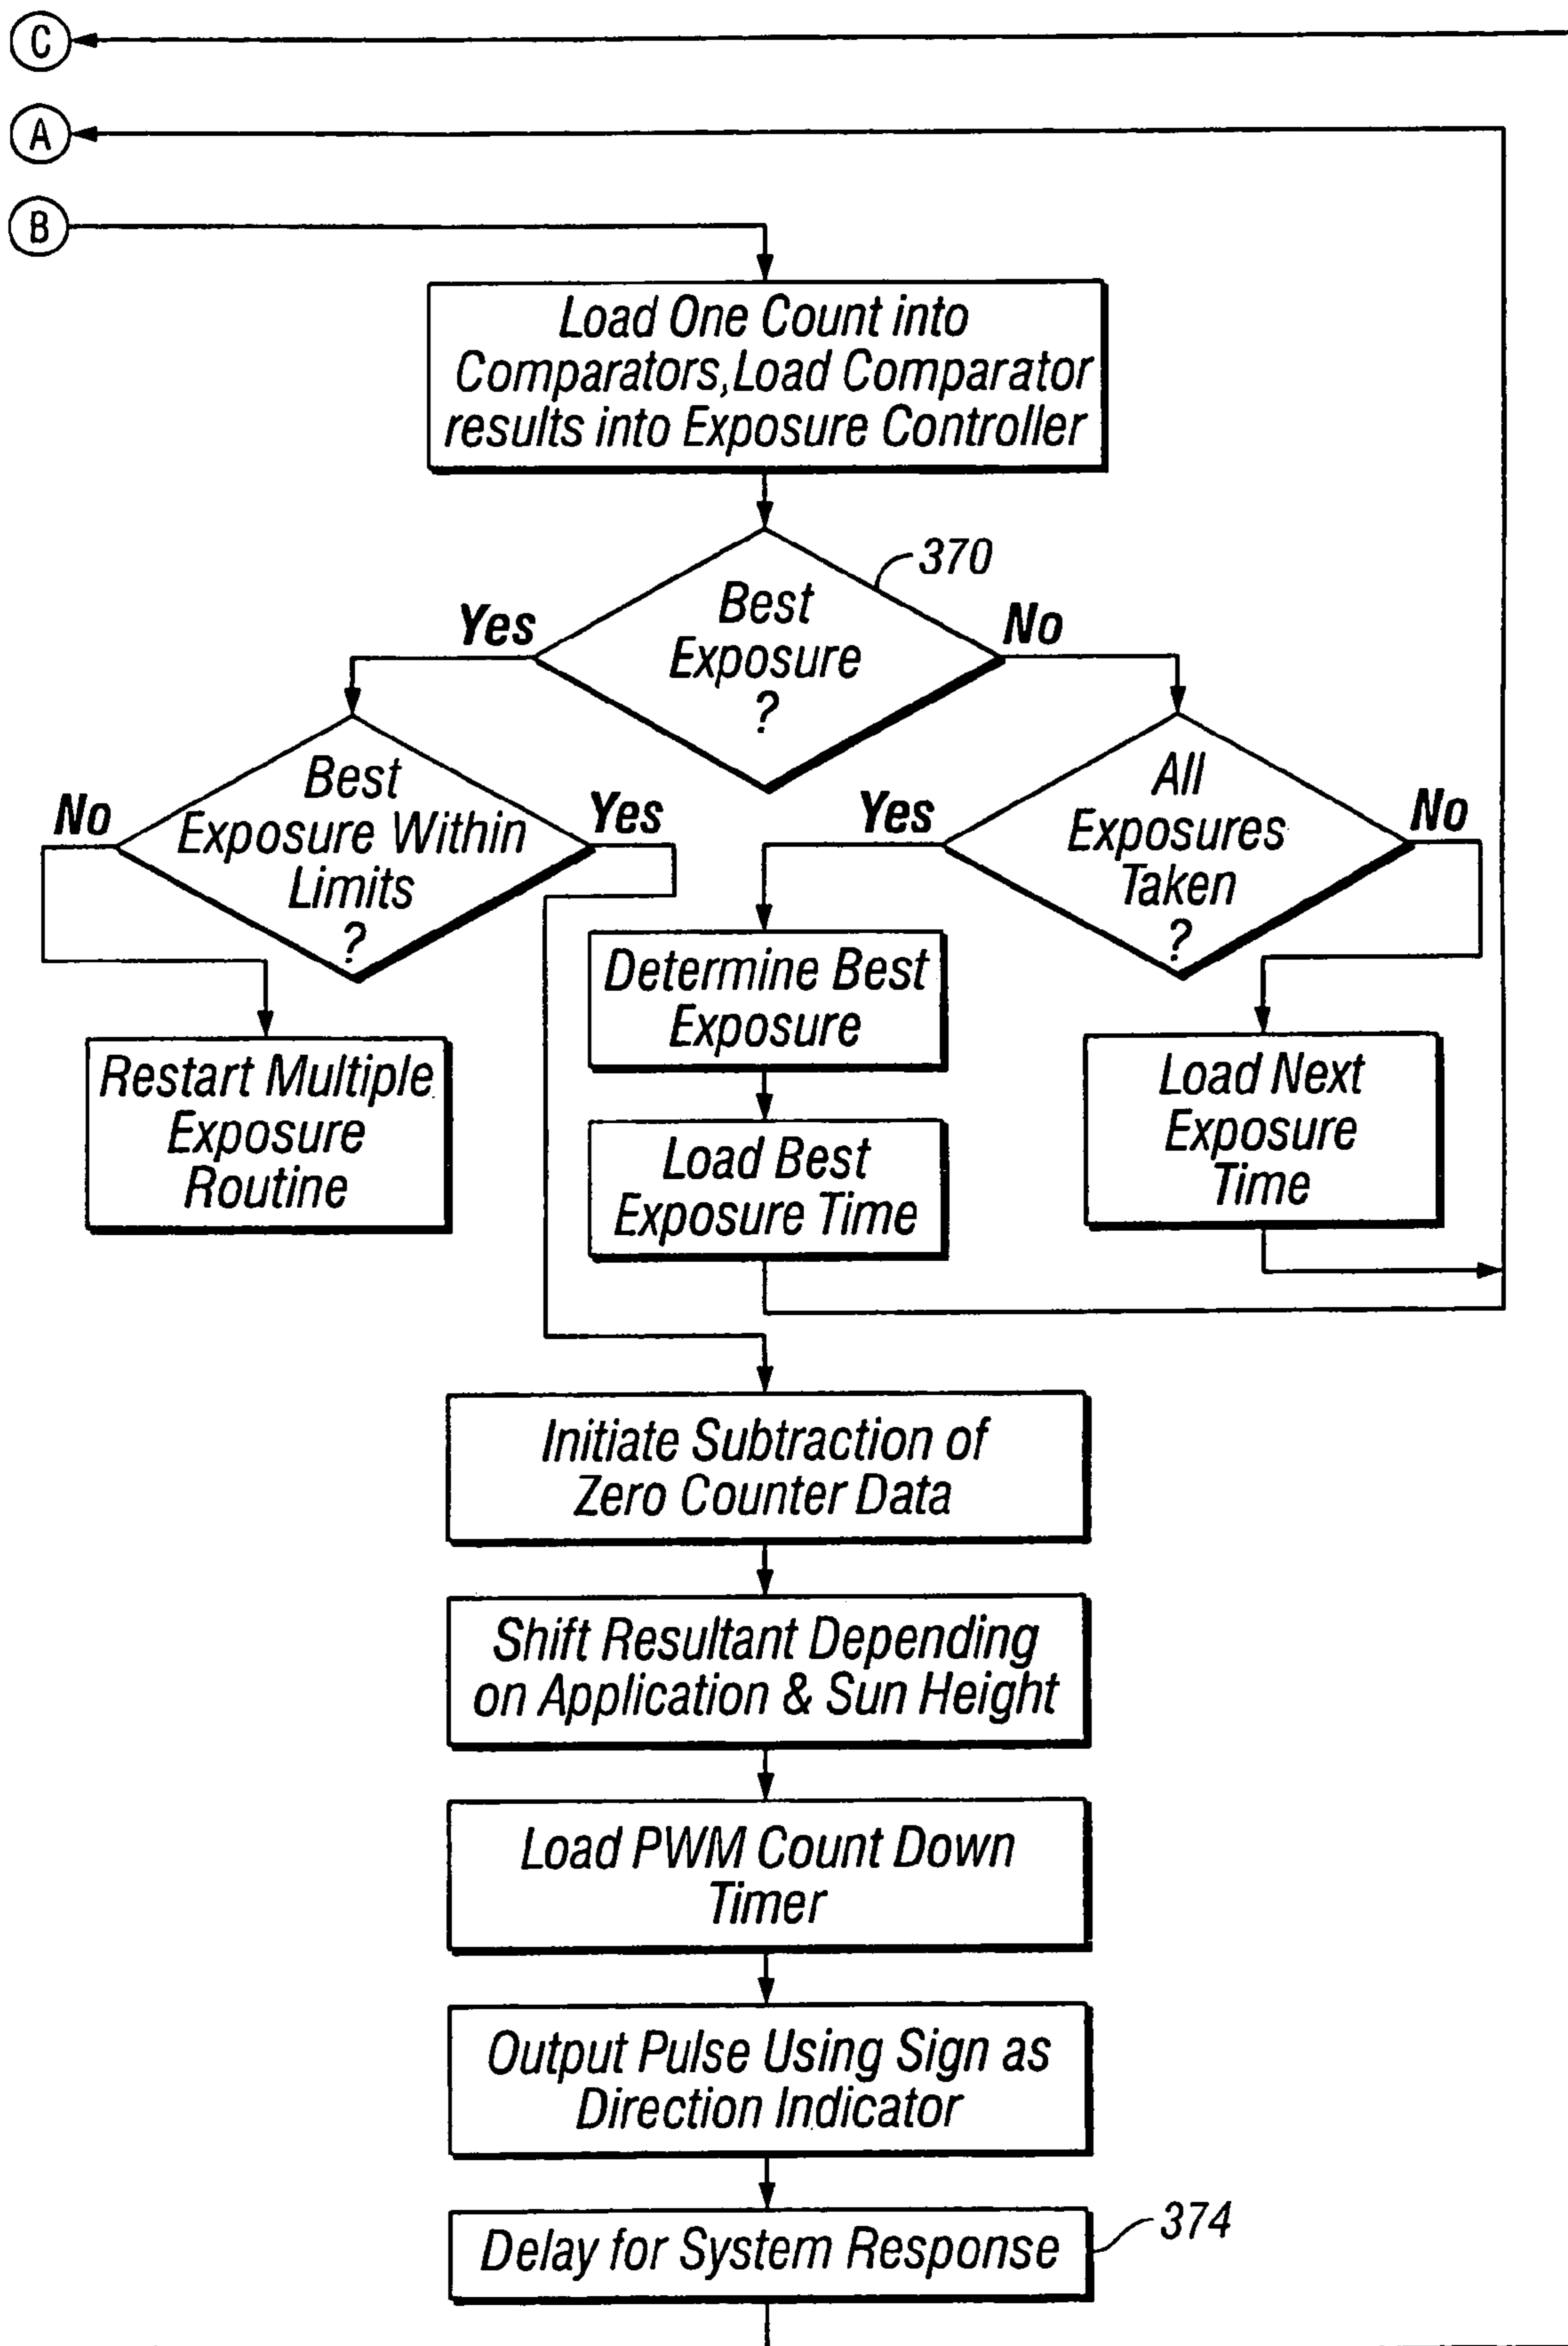 C
A
B
Load One Count into
Comparators,Load Comparator
results into Exposure Controller
370
Best
Exposure
?
Yes
No
Best
Exposure Within
Limits
?
No
Yes
All
Exposures
Taken
?
Yes
No
Determine Best
Exposure
Restart Multiple
Exposure
Routine
Load Next
Exposure
Time
Load Best
Exposure Time
Initiate Subtraction of
Zero Counter Data
Shift Resultant Depending
on Application & Sun Height
Load PWM Count Down
Timer
Output Pulse Using Sign as
Direction Indicator
Delay for System Response
374